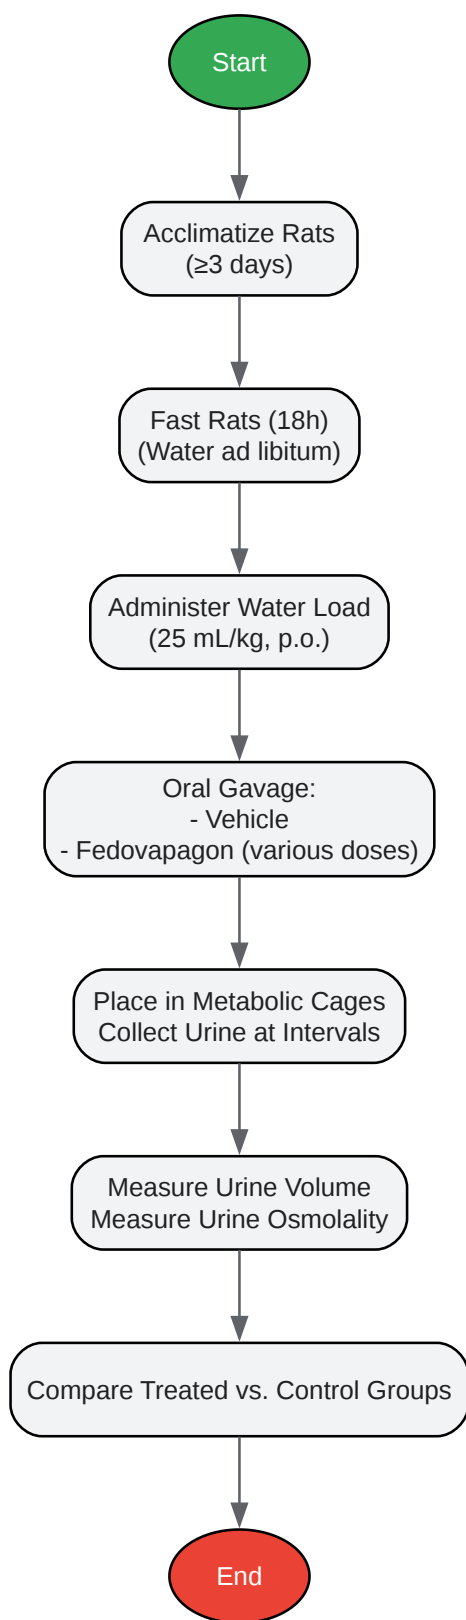 Start
Acclimatize Rats
(≥3 days)
Fast Rats (18h)
(Water ad libitum)
Administer Water Load
(25 mL/kg, p.o.)
Oral Gavage:
- Vehicle
- Fedovapagon (various doses)
Place in Metabolic Cages
Collect Urine at Intervals
Measure Urine Volume
Measure Urine Osmolality
Compare Treated vs. Control Groups
End